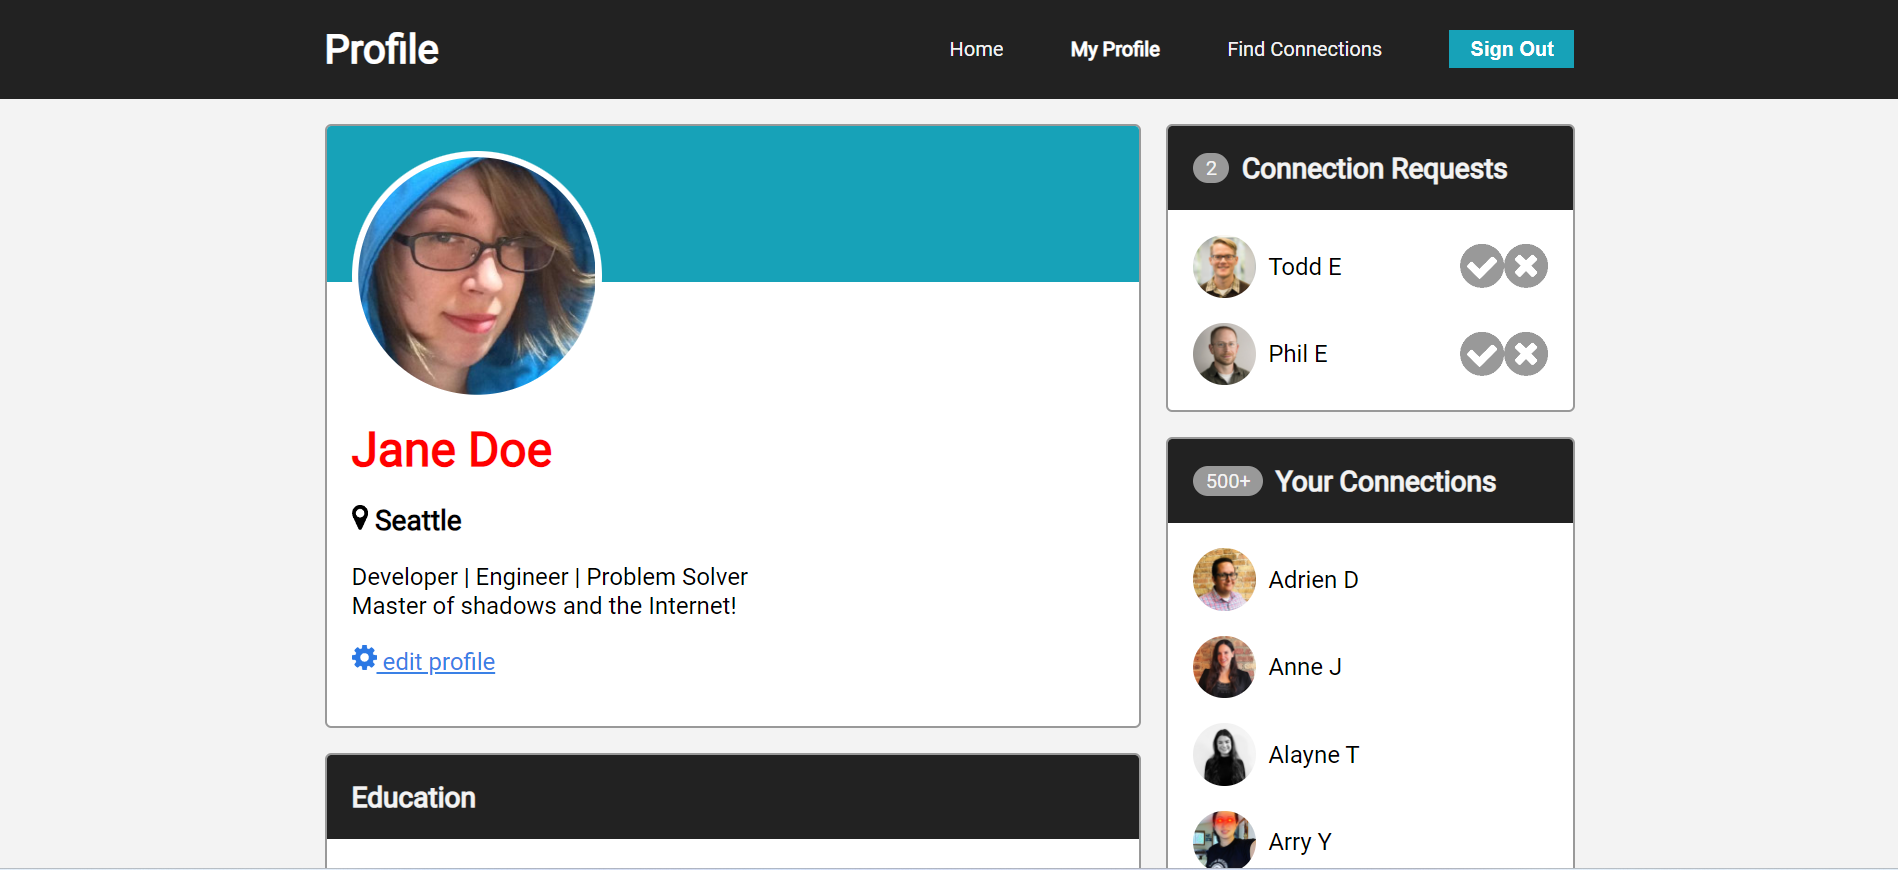 Profile
Home
My Profile
Find Connections
Sign Out
Jane Doe
Seattle
Developer | Engineer | Problem Solver
Master of shadows and the Internet!
edit profile
Education
2 Connection Requests
Todd E
Phil E
500+ Your Connections
Adrien D
Anne J
Alayne T
Arry Y